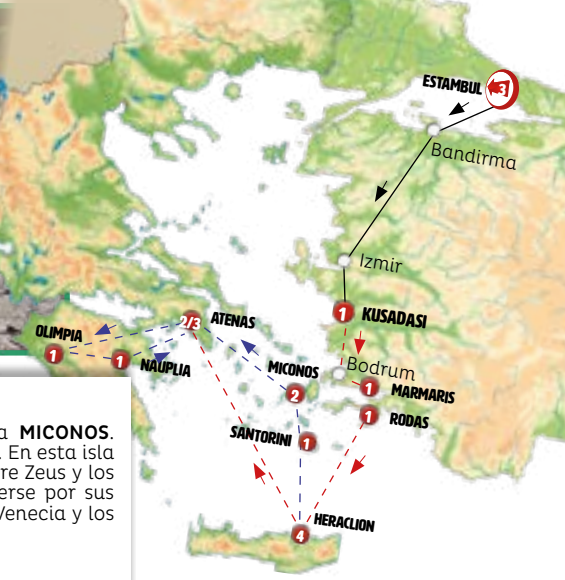 ESTAMBUL 3
Bandirma
Izmir
1 KUSADASI
2/3 ATENAS
OLIMPIA
1
1 NAUPLIA
Bodrum
MICONOS
2
1 MARMARIS
1 RODAS
SANTORINI 1
HERACLION
4
a MICONOS.
. En esta isla
re Zeus y los
erse por sus
Venecia y los